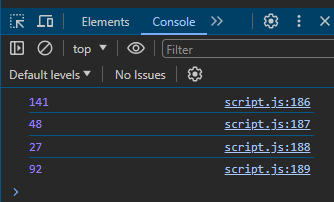 Elements Console
top Filter
Default levels No Issues
141 script.js:186
48 script.js:187
27 script.js:188
92 script.js:189